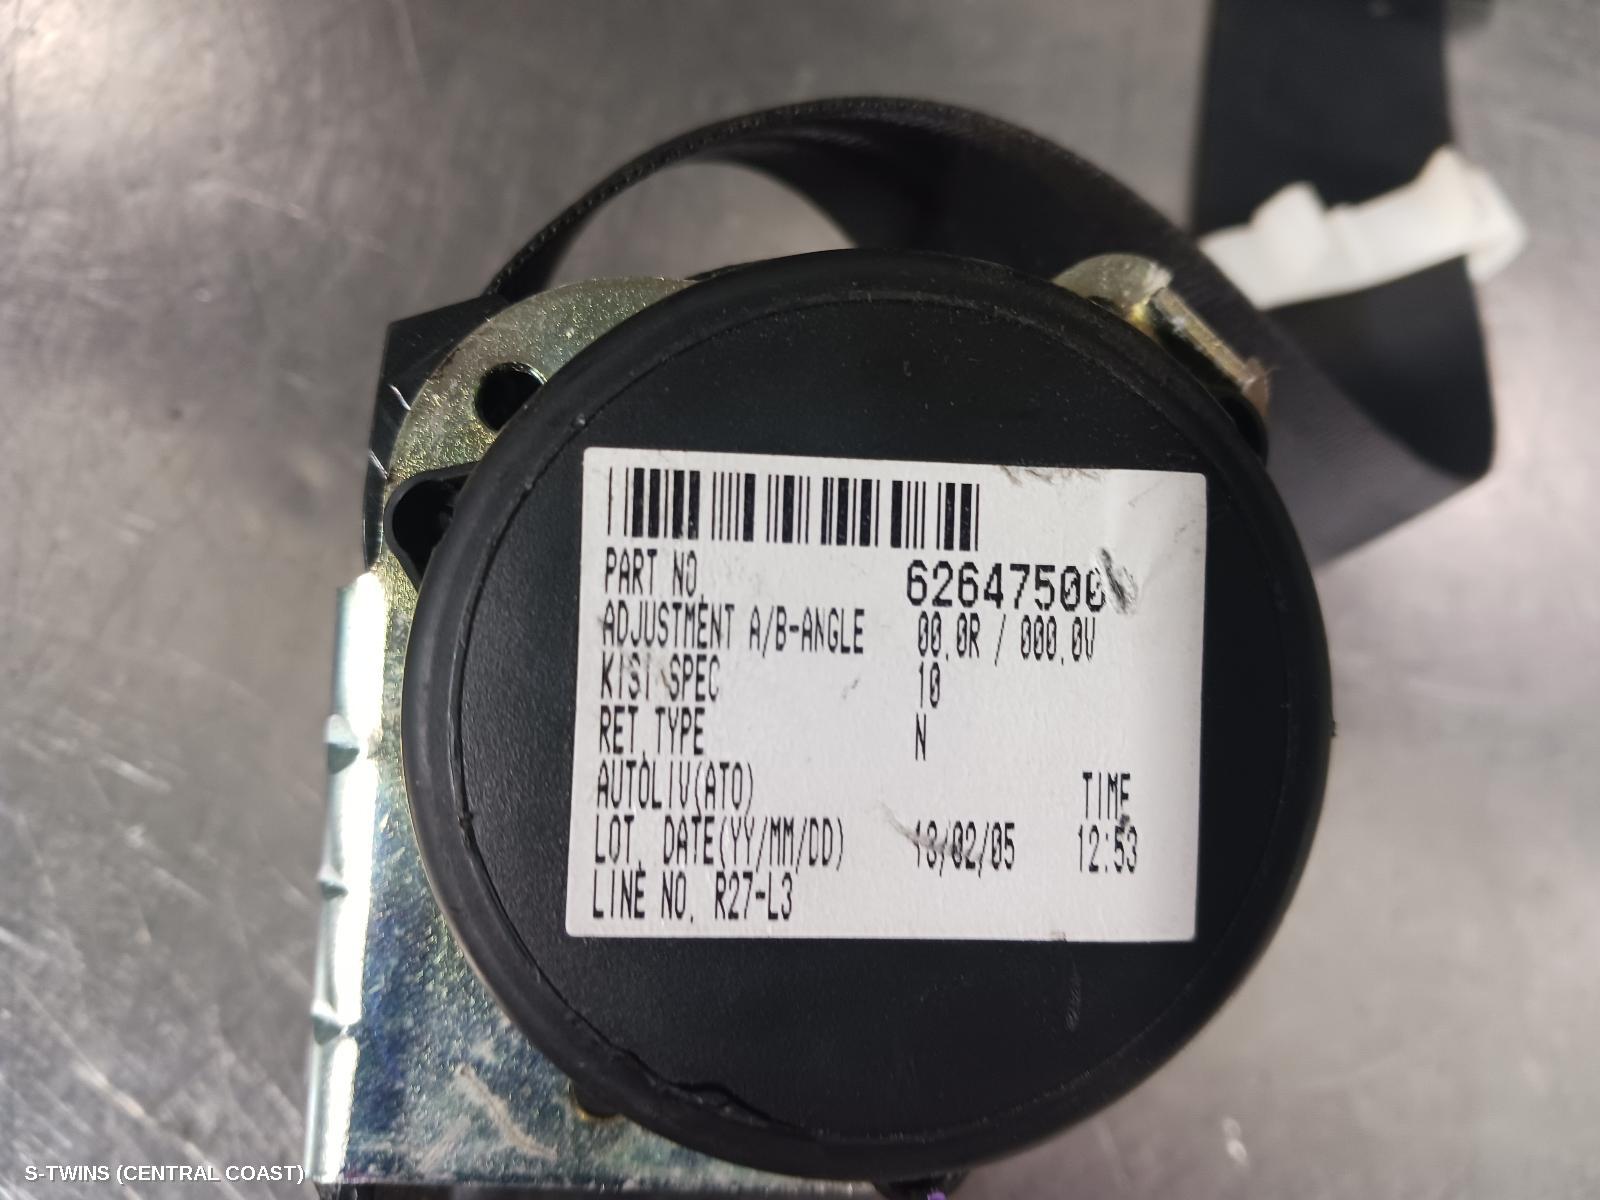 PART NO.
ADJUSTMENT A/B-ANGLE 00.0R / 000.0V
KISI SPEC 10
RET.TYPE N
AUTOLIV(ATO) TIME
LOT. DATE(YY/MM/DD) 12:53
LINE NO. R27-L3
S-TWINS (CENTRAL COAST)